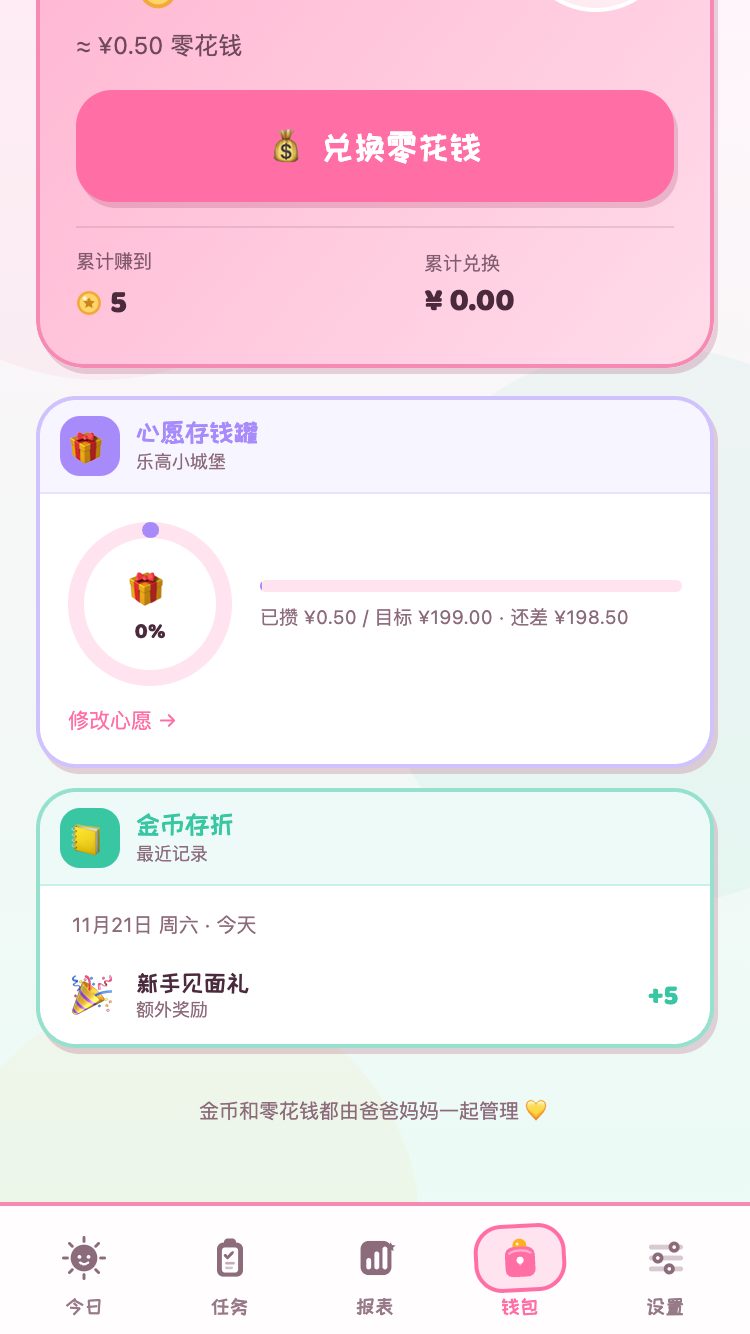 ≈ ¥0.50 零花钱
兑换零花钱
累计赚到
5
累计兑换
¥ 0.00
心愿存钱罐
乐高小城堡
0%
已攒 ¥0.50 / 目标 ¥199.00 · 还差 ¥198.50
修改心愿 →
金币存折
最近记录
11月21日 周六 · 今天
新手见面礼
额外奖励
+5
金币和零花钱都由爸爸妈妈一起管理 💛
今日
任务
报表
钱包
设置